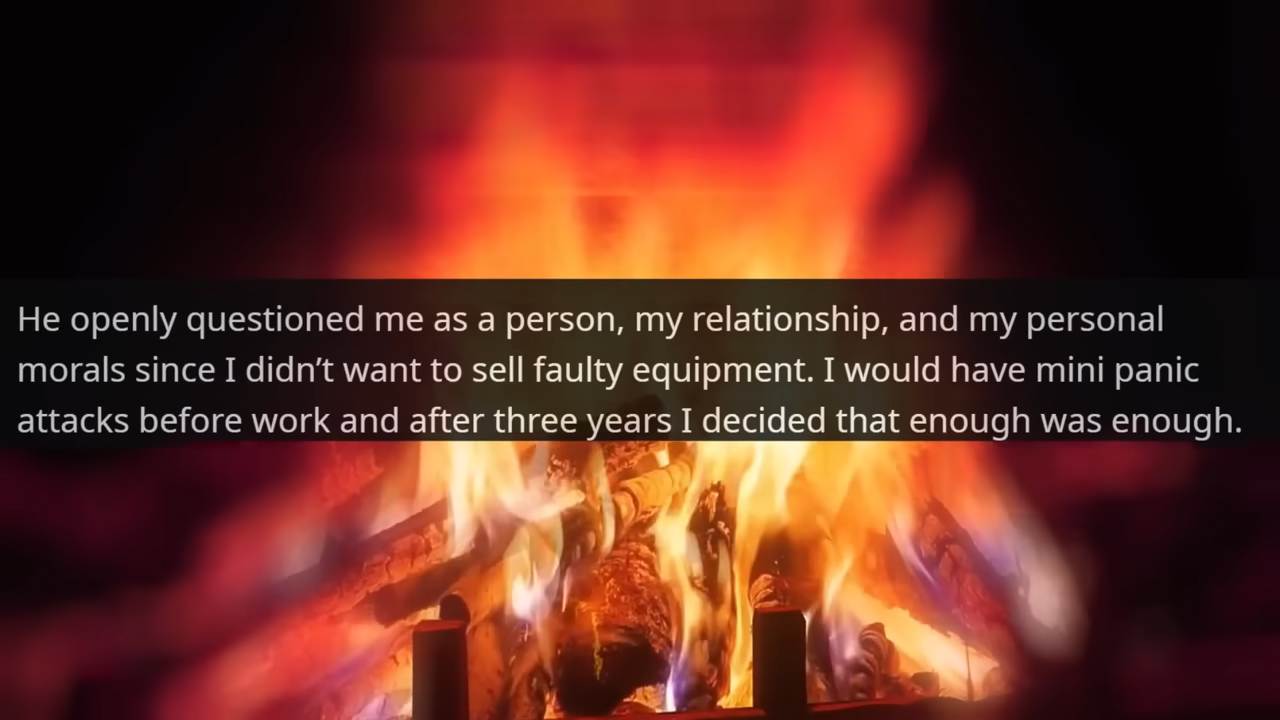 He openly questioned me as a person, my relationship, and my personal
morals since I didn’t want to sell faulty equipment. I would have mini panic
attacks before work and after three years I decided that enough was enough.